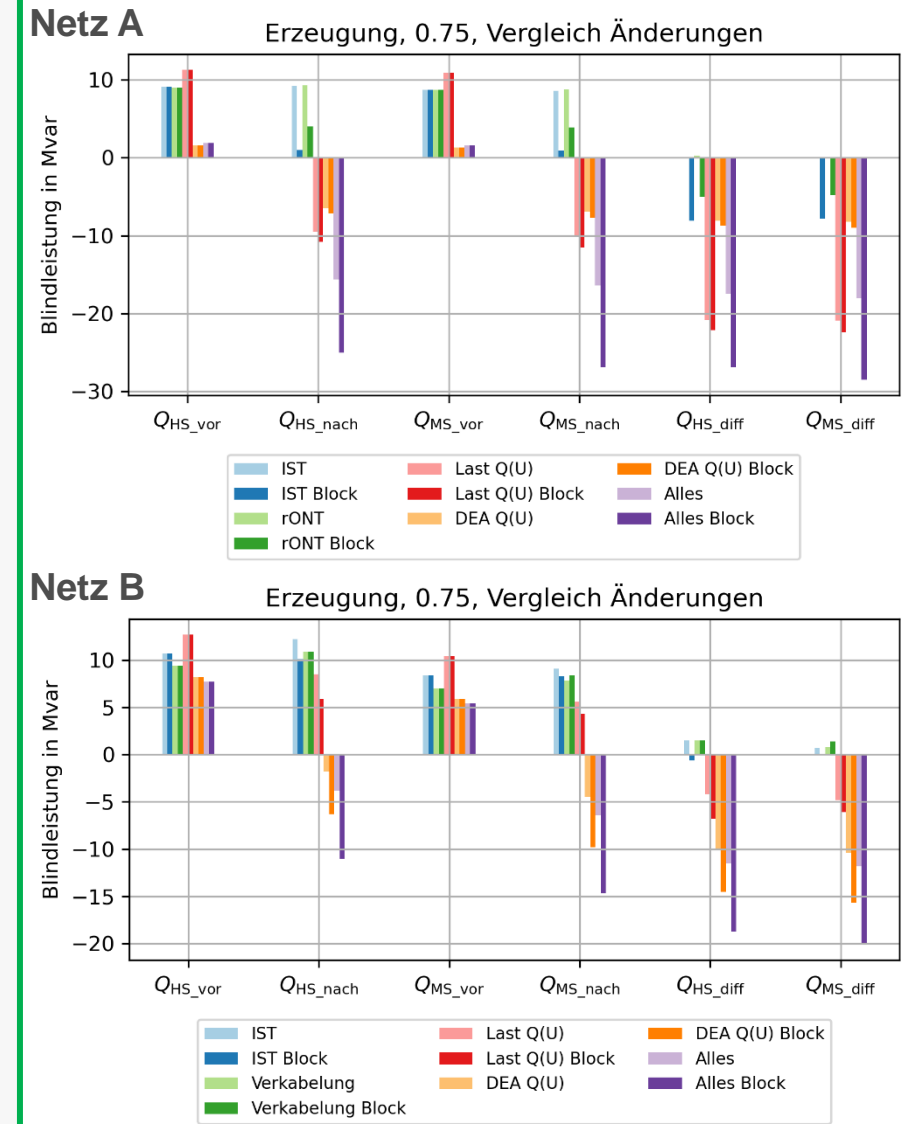 Netz A
Erzeugung, 0.75, Vergleich Änderungen
Blindleistung in Mvar
10
0
−10
−20
−30
Q_HS_vor Q_HS_nach Q_MS_vor Q_MS_nach Q_HS_diff Q_MS_diff
IST Last Q(U) DEA Q(U) Block
IST Block Last Q(U) Block Alles
rONT DEA Q(U) Alles Block
rONT Block
Netz B
Erzeugung, 0.75, Vergleich Änderungen
Blindleistung in Mvar
10
5
0
−5
−10
−15
−20
Q_HS_vor Q_HS_nach Q_MS_vor Q_MS_nach Q_HS_diff Q_MS_diff
IST Last Q(U) DEA Q(U) Block
IST Block Last Q(U) Block Alles
Verkabelung DEA Q(U) Alles Block
Verkabelung Block